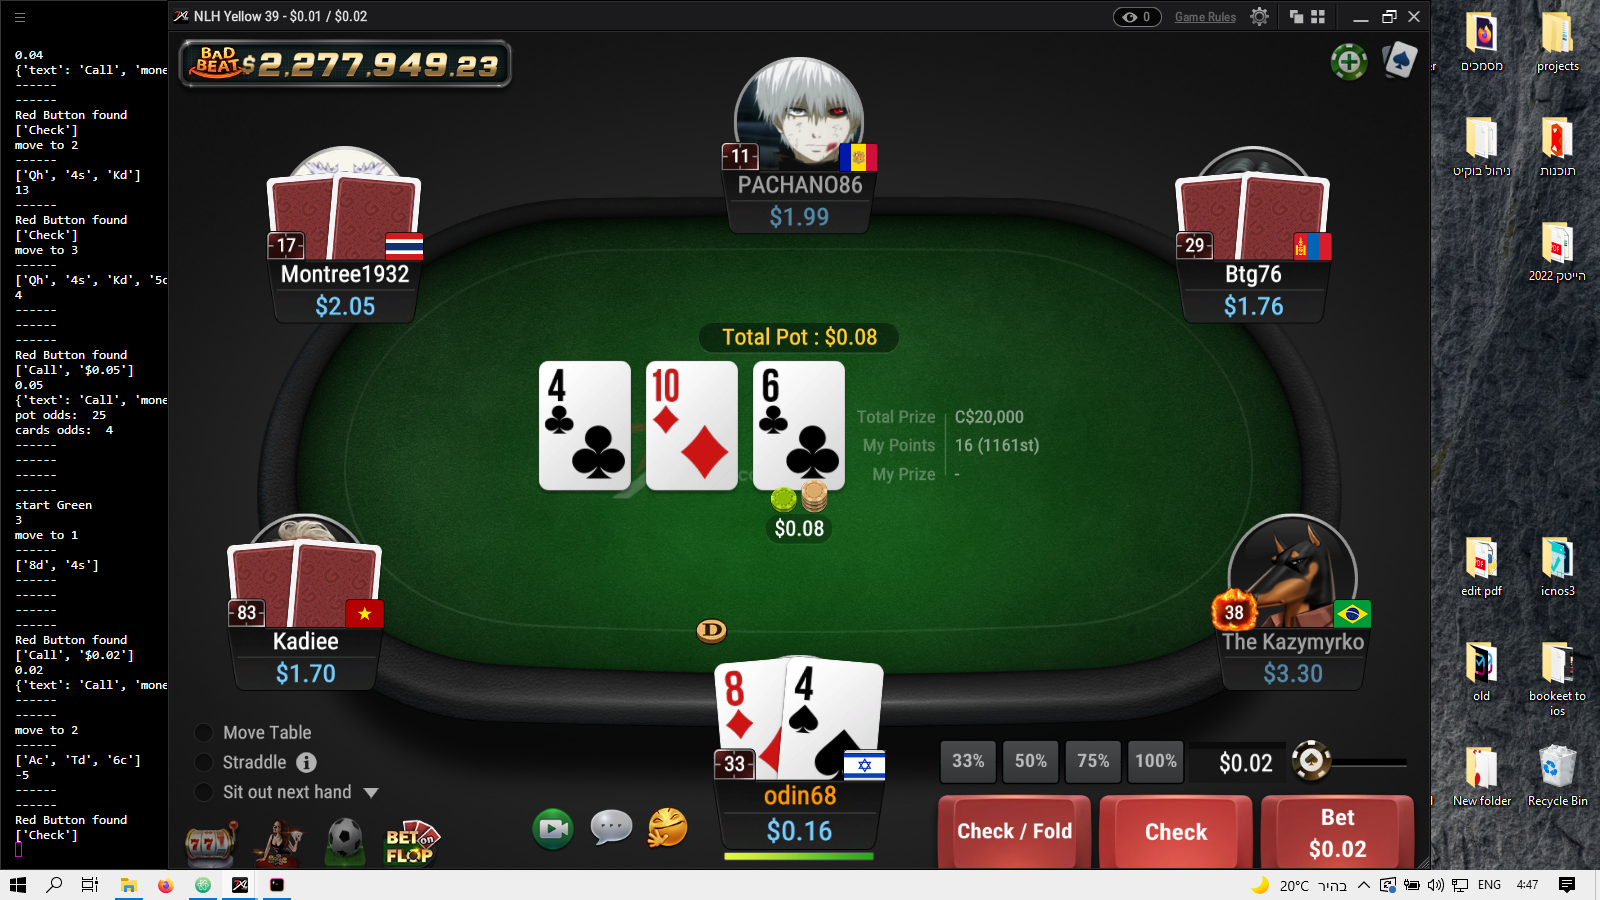 0.04
{'text': 'Call', 'mone
------
------
Red Button found
['Check']
move to 2
------
['Qh', '4s', 'Kd']
13
------
Red Button found
['Check']
move to 3
------
['Qh', '4s', 'Kd', '5c
4
------
------
------
Red Button found
['Call', '$0.05']
0.05
{'text': 'Call', 'mone
pot odds:  25
cards odds:  4
------
------
------
------
start Green
3
move to 1
------
['8d', '4s']
------
------
------
------
Red Button found
['Call', '$0.02']
0.02
{'text': 'Call', 'mone
------
------
move to 2
------
['Ac', 'Td', '6c']
-5
------
------
Red Button found
['Check']
NLH Yellow 39 - $0.01 / $0.02
0
Game Rules
BAD BEAT $2,277,949.23
11
PACHANO86
$1.99
17
Montree1932
$2.05
29
Btg76
$1.76
Total Pot : $0.08
4
10
6
Total Prize C$20,000
My Points 16 (1161st)
My Prize -
$0.08
83
Kadiee
$1.70
38
The Kazymyrko
$3.30
D
8
4
33
odin68
$0.16
Move Table
Straddle
Sit out next hand
777
BET on FLOP
33%
50%
75%
100%
$0.02
Check / Fold
Check
Bet
$0.02
מסמכים
projects
ניהול בוקיט
תוכנות
הייטק 2022
edit pdf
icnos3
old
bookeet to ios
New folder
Recycle Bin
20°C בהיר
ENG
4:47